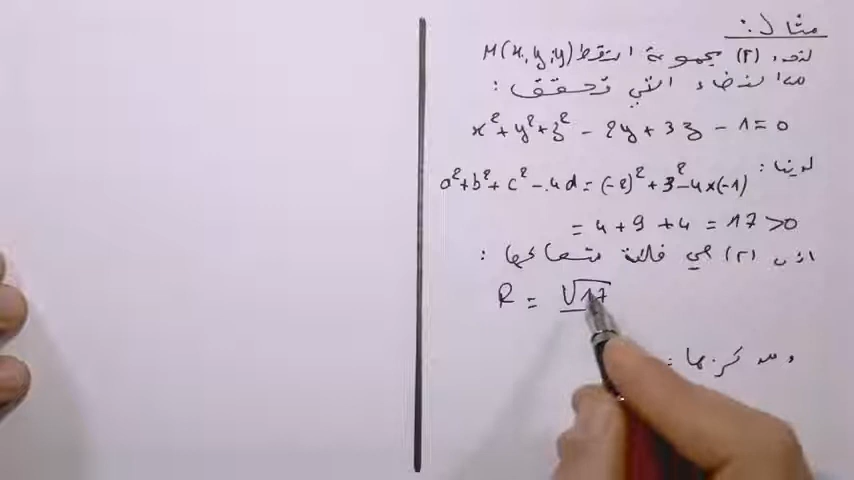 مثال:
لتكن (Γ) مجموعة النقط M(x,y,y)
من الفضاء التي تحقق:
x² + y² + z² - 2y + 3z - 1 = 0
لدينا:
a² + b² + c² - 4d = (-2)² + 3² - 4×(-1)
= 4 + 9 + 4 = 17 > 0
اذن (Γ) هي فلكة شعاعها:
R = √17
و مركزها: